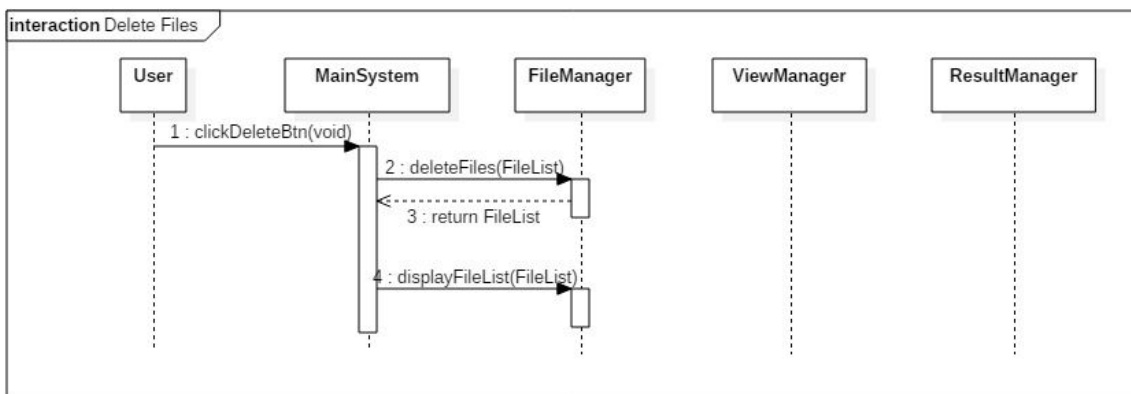 interaction Delete Files
User
MainSystem
FileManager
ViewManager
ResultManager
1 : clickDeleteBtn(void)
2 : deleteFiles(FileList)
3 : return FileList
4 : displayFileList(FileList)